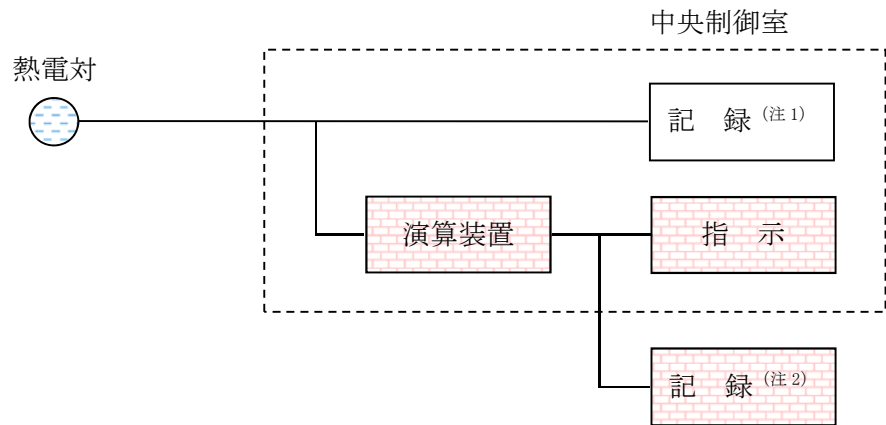 中央制御室
熱電対
記　録（注1）
演算装置
指　示
記　録（注2）